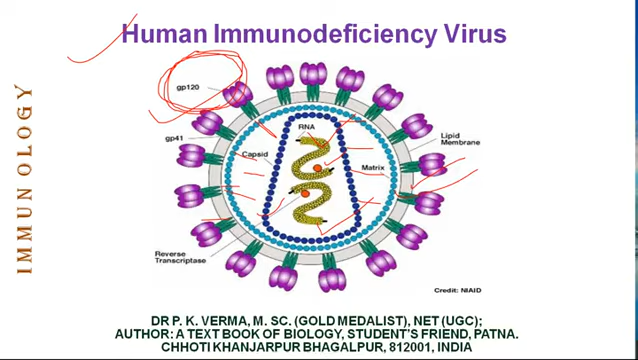 Human Immunodeficiency Virus
IMMUNOLOGY
gp120
gp41
RNA
Capsid
Matrix
Lipid
Membrane
Reverse
Transcriptase
Credit: NIAID
DR P. K. VERMA, M. SC. (GOLD MEDALIST), NET (UGC);
AUTHOR: A TEXT BOOK OF BIOLOGY, STUDENT'S FRIEND, PATNA.
CHHOTI KHANJARPUR BHAGALPUR, 812001, INDIA